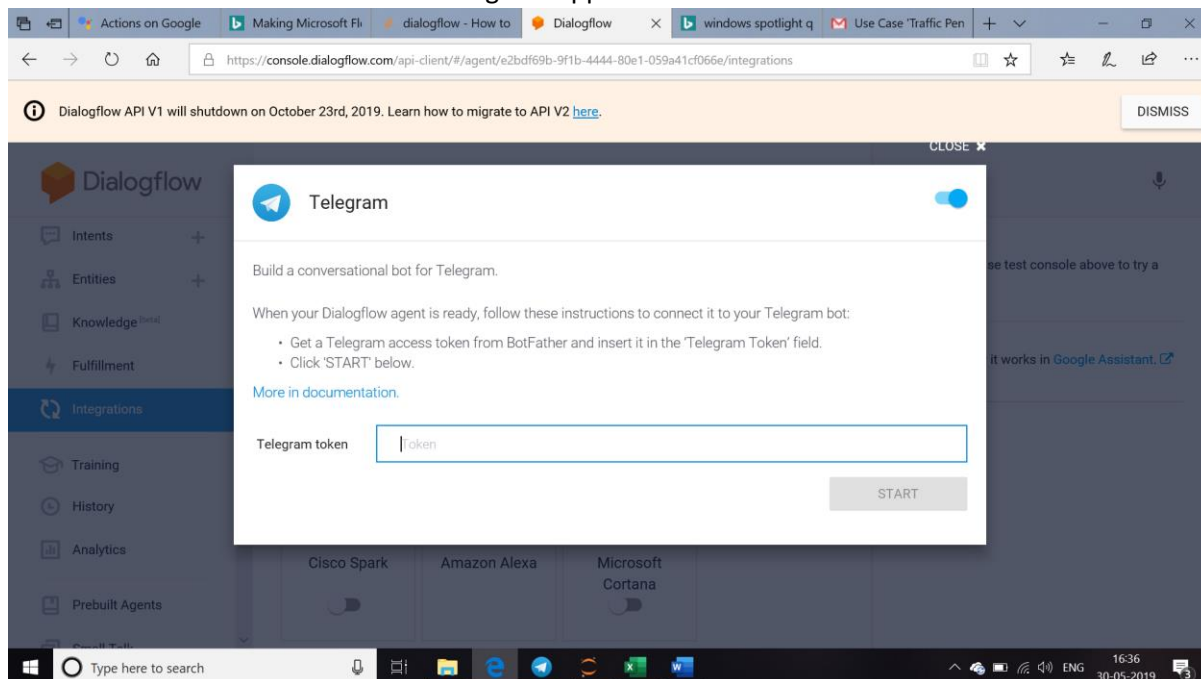 Actions on Google
Making Microsoft Fl
dialogflow - How to
Dialogflow
windows spotlight q
Use Case 'Traffic Pen
https://console.dialogflow.com/api-client/#/agent/e2bdf69b-9f1b-4444-80e1-059a41cf066e/integrations
Dialogflow API V1 will shutdown on October 23rd, 2019. Learn how to migrate to API V2 here.
DISMISS
CLOSE
Dialogflow
Telegram
Intents
Build a conversational bot for Telegram.
se test console above to try a
Entities
When your Dialogflow agent is ready, follow these instructions to connect it to your Telegram bot:
Knowledge [beta]
• Get a Telegram access token from BotFather and insert it in the 'Telegram Token' field.
it works in Google Assistant.
Fulfillment
• Click 'START' below.
More in documentation.
Integrations
Telegram token
Token
Training
START
History
Analytics
Cisco Spark
Amazon Alexa
Microsoft
Cortana
Prebuilt Agents
Small Talk
Type here to search
ENG
16:36
30-05-2019
3